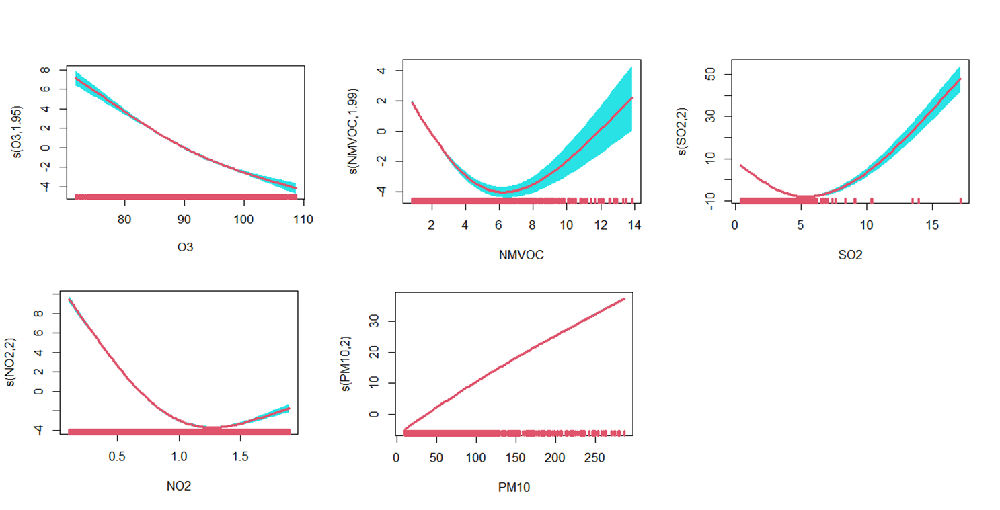 s(O3,1.95)
8
6
4
2
0
-2
-4
80 90 100 110
O3
s(NMVOC,1.99)
4
2
0
-2
-4
2 4 6 8 10 12 14
NMVOC
s(SO2,2)
50
30
10
-10
0 5 10 15
SO2
s(NO2,2)
8
6
4
2
0
-4
0.5 1.0 1.5
NO2
s(PM10,2)
30
20
10
0
0 50 100 150 200 250
PM10